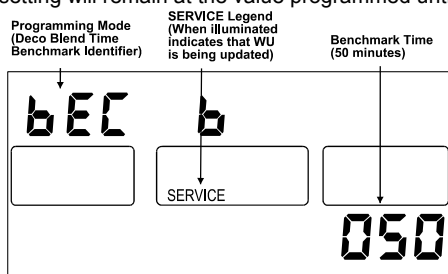 setting will remain at the value programmed unt
Programming Mode
(Deco Blend Time
Benchmark Identifier)
SERVICE Legend
(When illuminated
indicates that WU
is being updated)
Benchmark Time
(50 minutes)
bEC b
SERVICE
050